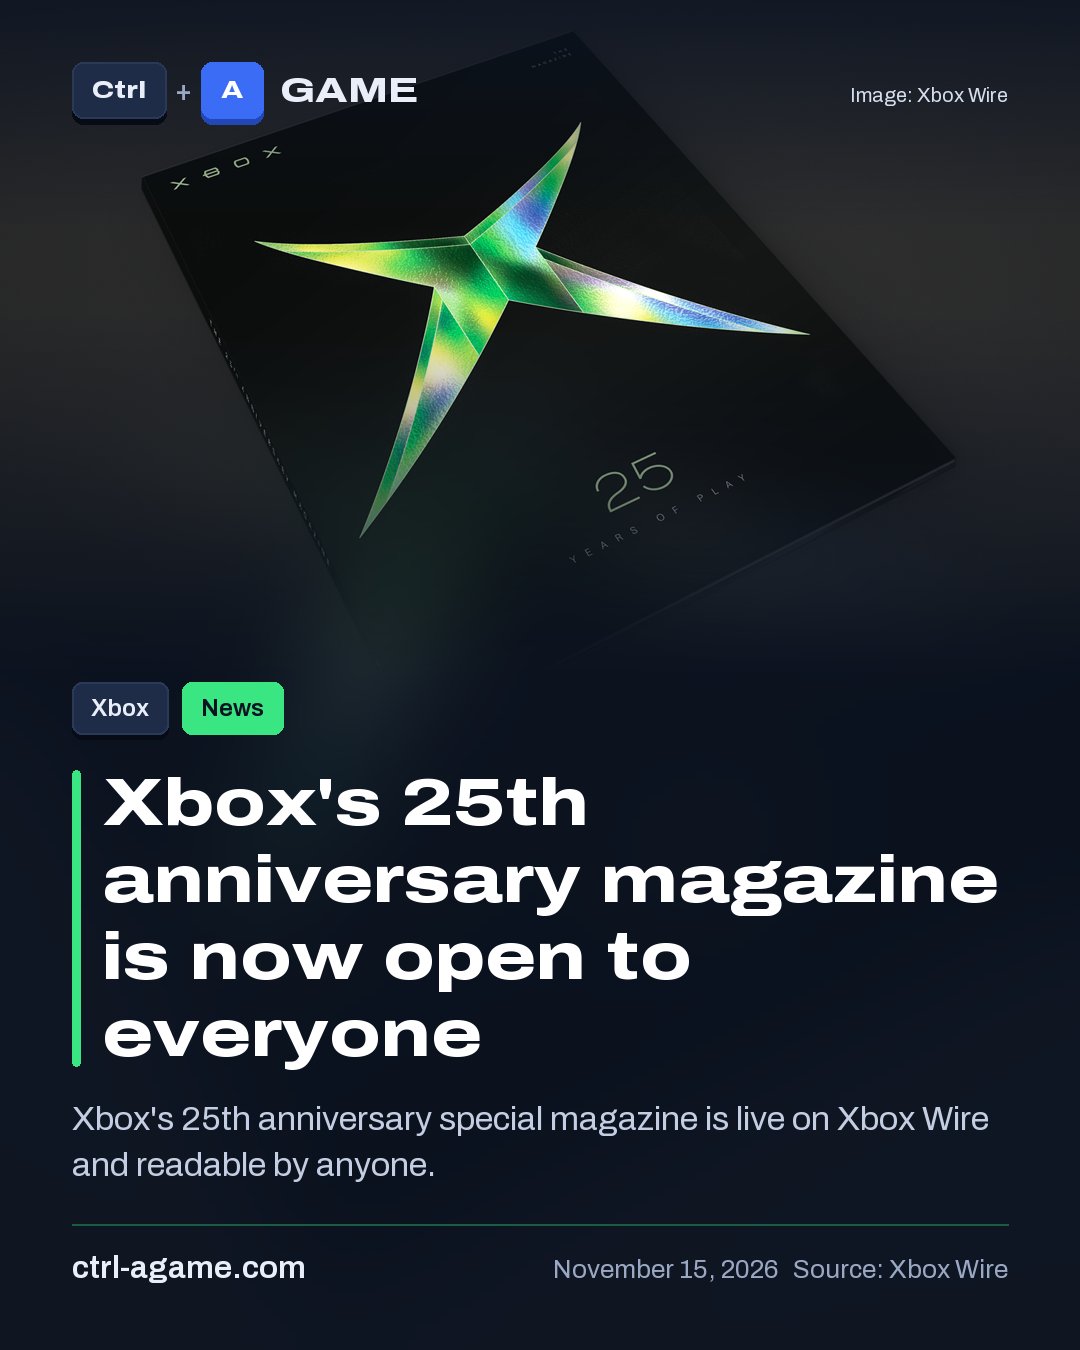 Ctrl + A GAME
Image: Xbox Wire
XBOX
25
YEARS OF PLAY
Xbox
News
Xbox's 25th
anniversary magazine
is now open to
everyone
Xbox's 25th anniversary special magazine is live on Xbox Wire
and readable by anyone.
ctrl-agame.com
November 15, 2026 Source: Xbox Wire